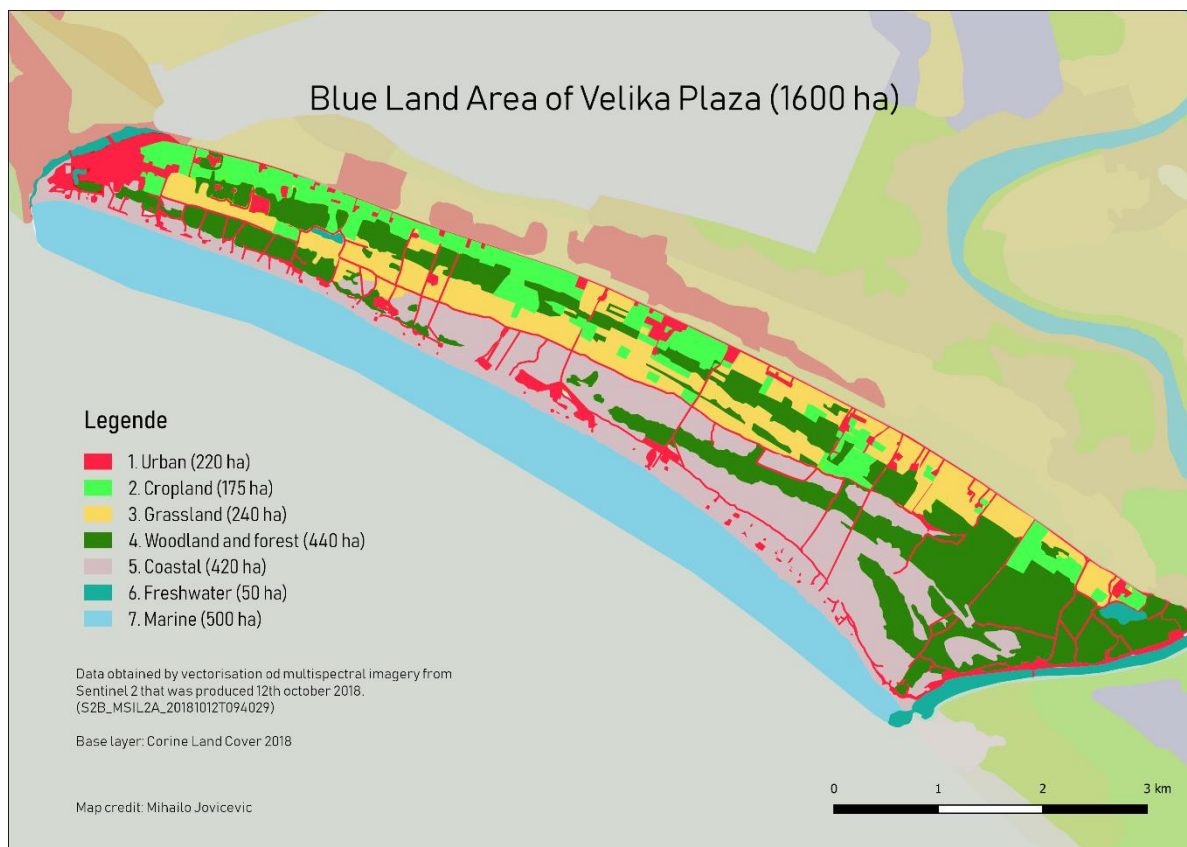 Blue Land Area of Velika Plaza (1600 ha)
Legende
1. Urban (220 ha)
2. Cropland (175 ha)
3. Grassland (240 ha)
4. Woodland and forest (440 ha)
5. Coastal (420 ha)
6. Freshwater (50 ha)
7. Marine (500 ha)
Data obtained by vectorisation od multispectral imagery from
Sentinel 2 that was produced 12th october 2018.
(S2B_MSIL2A_20181012T094029)
Base layer: Corine Land Cover 2018
Map credit: Mihailo Jovicevic
0 1 2 3 km